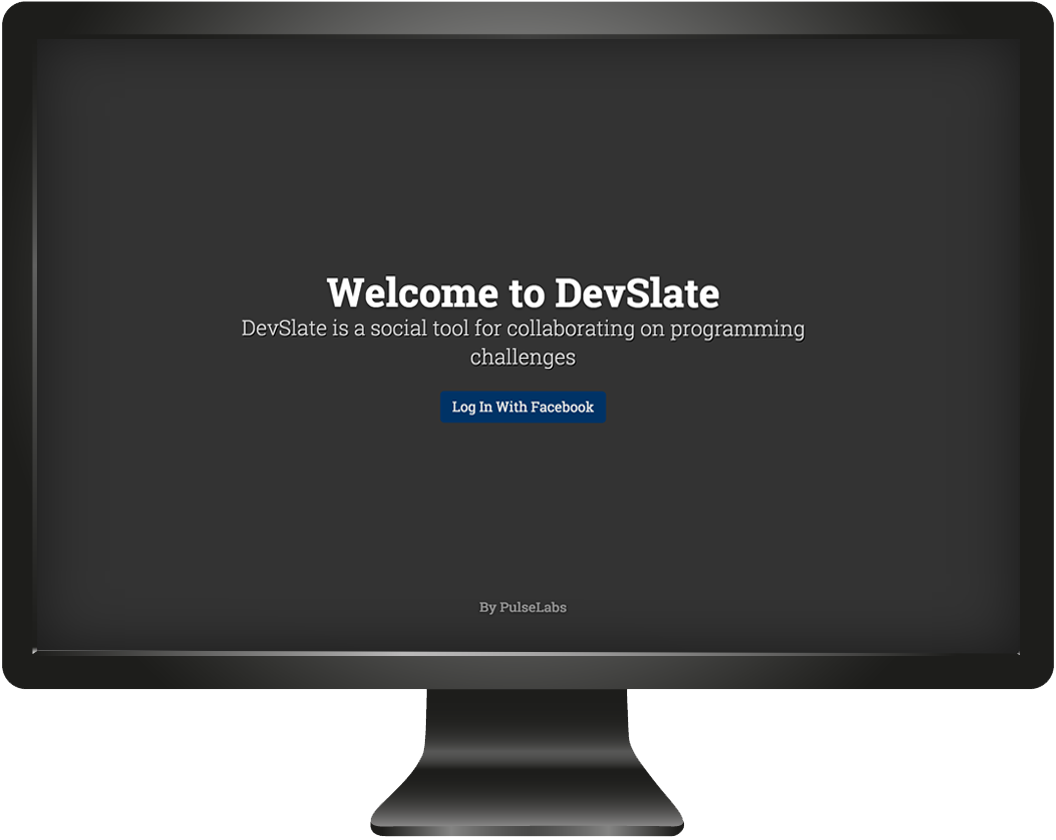 Welcome to DevSlate
DevSlate is a social tool for collaborating on programming
challenges
Log In With Facebook
By PulseLabs